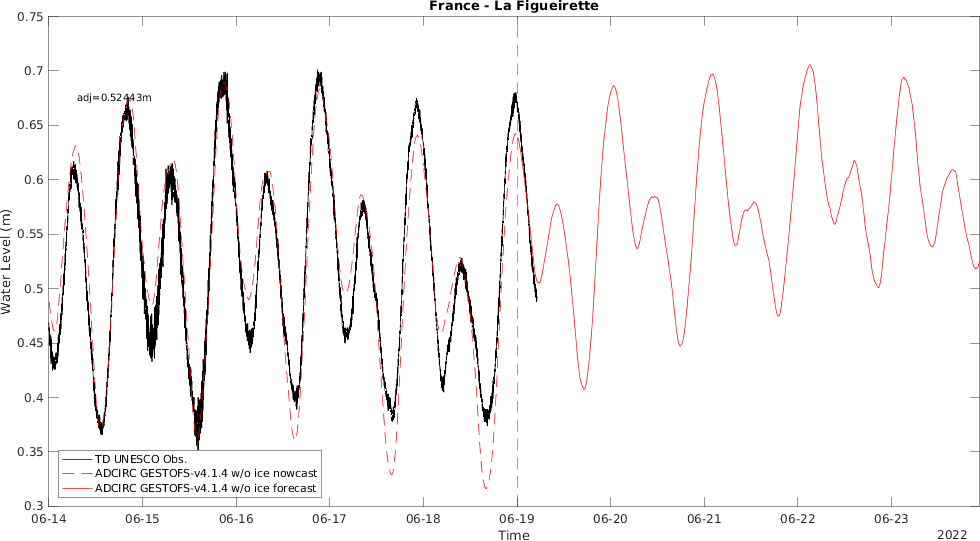 France - La Figueirette
0.75
0.7
0.65
0.6
0.55
0.5
0.45
0.4
0.35
0.3
Water Level (m)
adj=0.52443m
TD UNESCO Obs.
ADCIRC GESTOFS-v4.1.4 w/o ice nowcast
ADCIRC GESTOFS-v4.1.4 w/o ice forecast
06-14 06-15 06-16 06-17 06-18 06-19 06-20 06-21 06-22 06-23
Time
2022